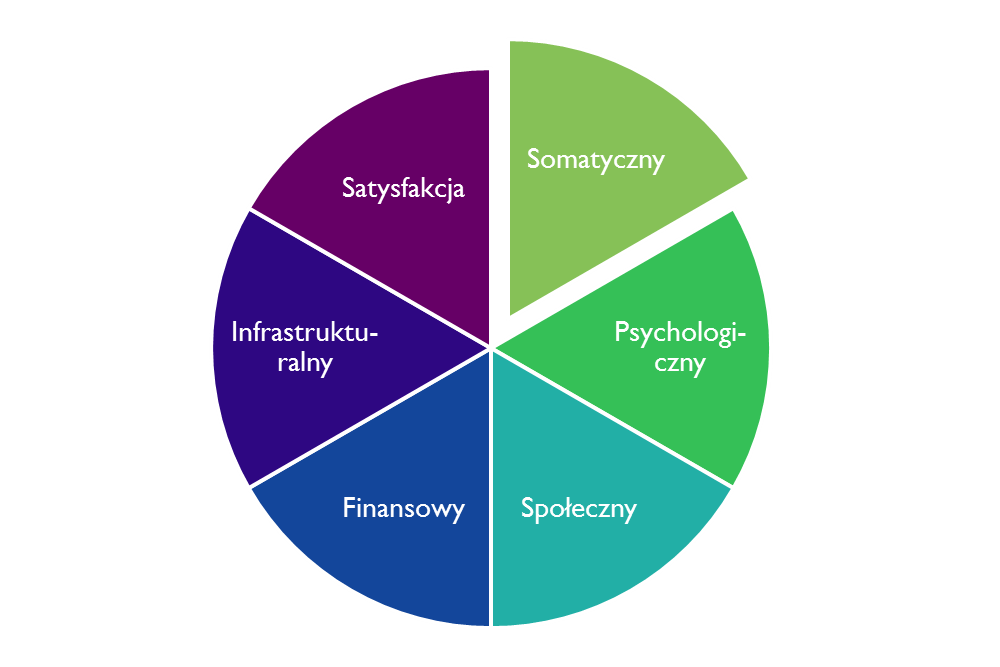 Somatyczny
Satysfakcja
Infrastruktu-
ralny
Psychologi-
czny
Finansowy
Społeczny